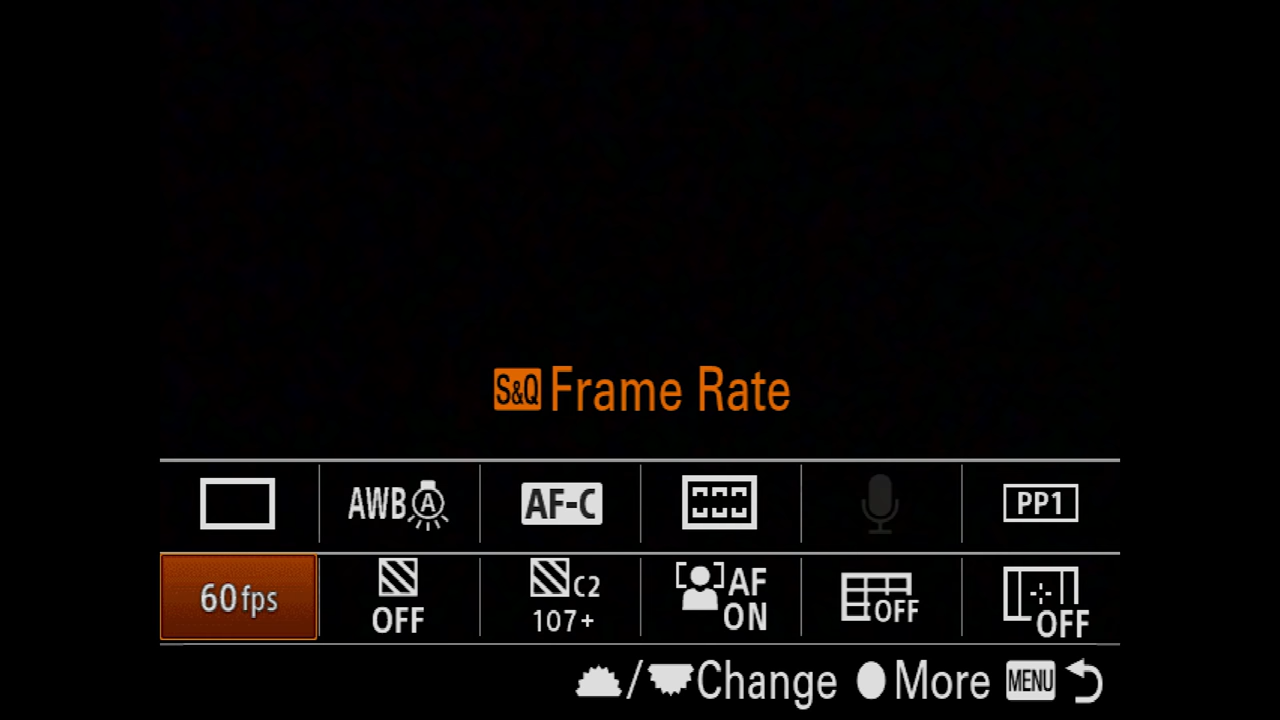 S&Q Frame Rate
AWB A AF-C PP1
60fps OFF C2 107+ AF ON OFF OFF
/ Change More MENU